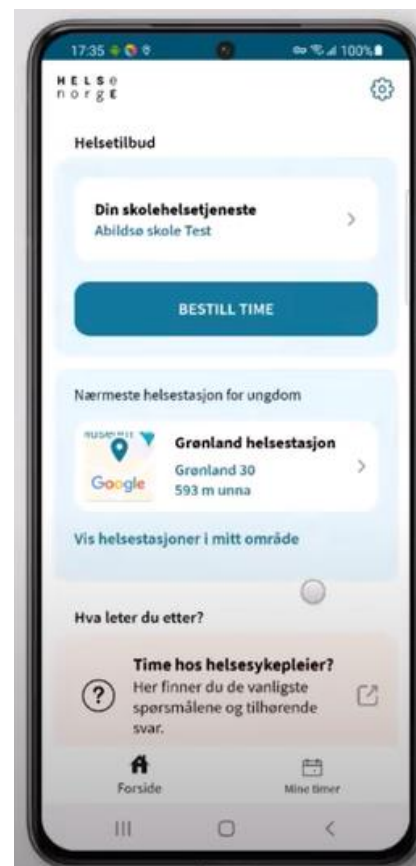 17:35
100%
HELSe
norgE
Helsetilbud
Din skolehelsetjeneste
Abildsø skole Test
BESTILL TIME
Nærmeste helsestasjon for ungdom
Grønland helsestasjon
Google
Grønland 30
593 m unna
Vis helsestasjoner i mitt område
Hva leter du etter?
Time hos helsesykepleier?
Her finner du de vanligste
spørsmålene og tilhørende
svar.
Forside
Mine timer